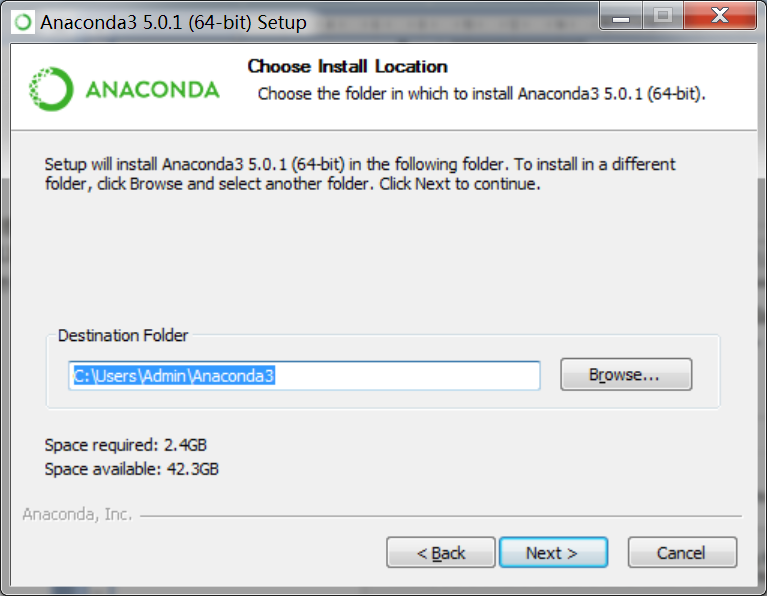 Anaconda3 5.0.1 (64-bit) Setup
ANACONDA
Choose Install Location
Choose the folder in which to install Anaconda3 5.0.1 (64-bit).
Setup will install Anaconda3 5.0.1 (64-bit) in the following folder. To install in a different
folder, click Browse and select another folder. Click Next to continue.
Destination Folder
C:\Users\Admin\Anaconda3
Browse...
Space required: 2.4GB
Space available: 42.3GB
Anaconda, Inc.
< Back
Next >
Cancel